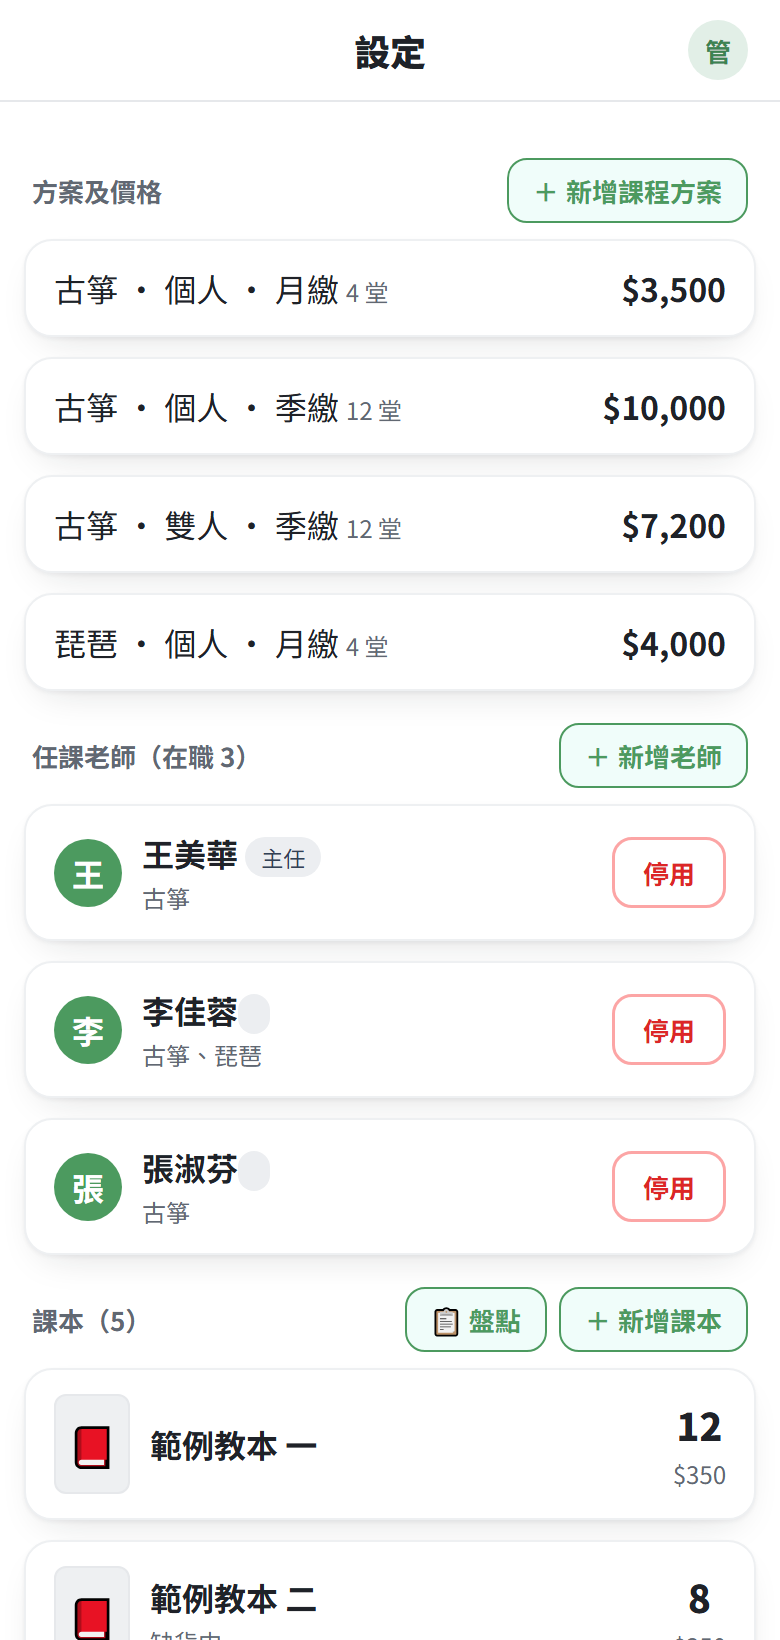 設定
管
方案及價格
＋ 新增課程方案
古箏 · 個人 · 月繳 4 堂
$3,500
古箏 · 個人 · 季繳 12 堂
$10,000
古箏 · 雙人 · 季繳 12 堂
$7,200
琵琶 · 個人 · 月繳 4 堂
$4,000
任課老師（在職 3）
＋ 新增老師
王
王美華 主任
古箏
停用
李
李佳蓉
古箏、琵琶
停用
張
張淑芬
古箏
停用
課本（5）
📋 盤點
＋ 新增課本
範例教本 一
12
$350
範例教本 二
8